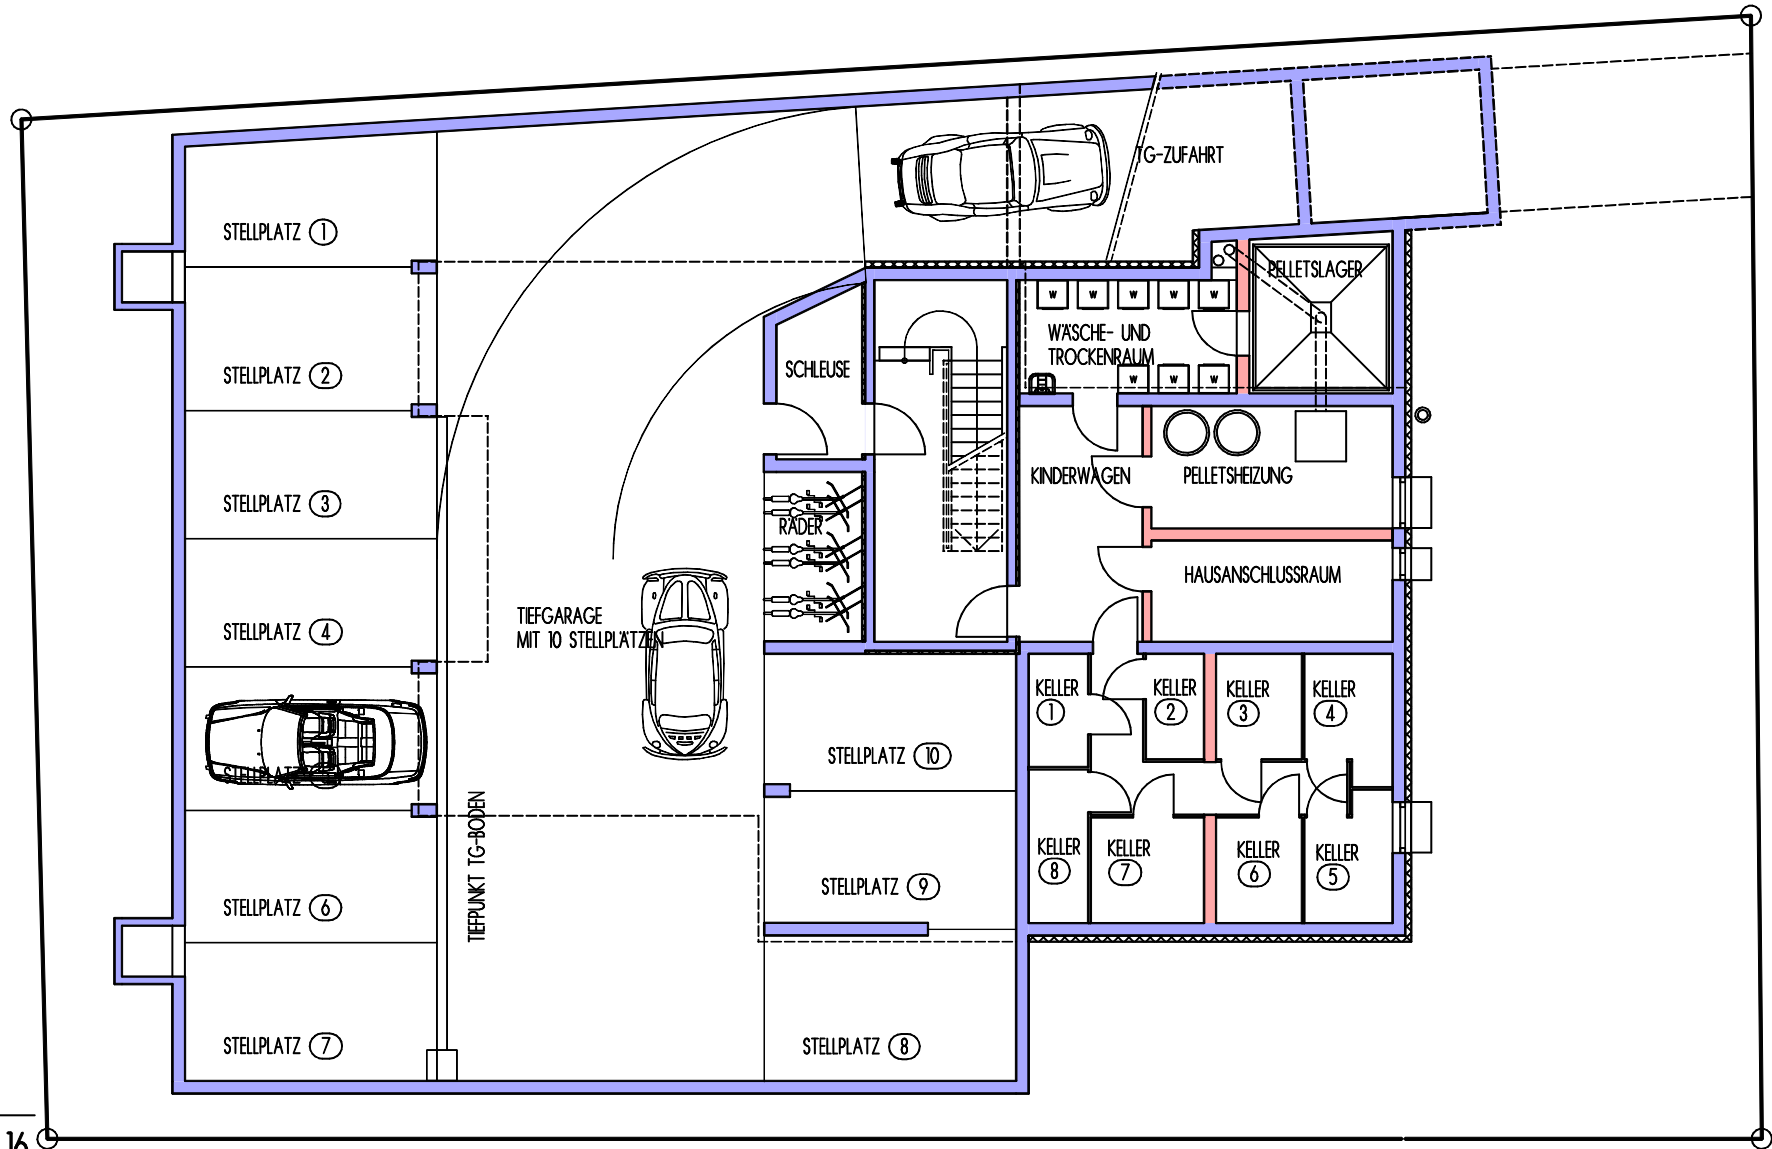 TG-ZUFAHRT
STELLPLATZ 1
PELLETSLAGER
W W W W W
WÄSCHE- UND
TROCKENRAUM
SCHLEUSE
STELLPLATZ 2
W W W
KINDERWAGEN
PELLETSHEIZUNG
STELLPLATZ 3
RÄDER
HAUSANSCHLUSSRAUM
TIEFGARAGE
MIT 10 STELLPLÄTZEN
STELLPLATZ 4
KELLER
1
KELLER
2
KELLER
3
KELLER
4
STELLPLATZ 10
STELLPLATZ
TIEFPUNKT TG-BODEN
KELLER
8
KELLER
7
KELLER
6
KELLER
5
STELLPLATZ 9
STELLPLATZ 6
STELLPLATZ 7
STELLPLATZ 8
16